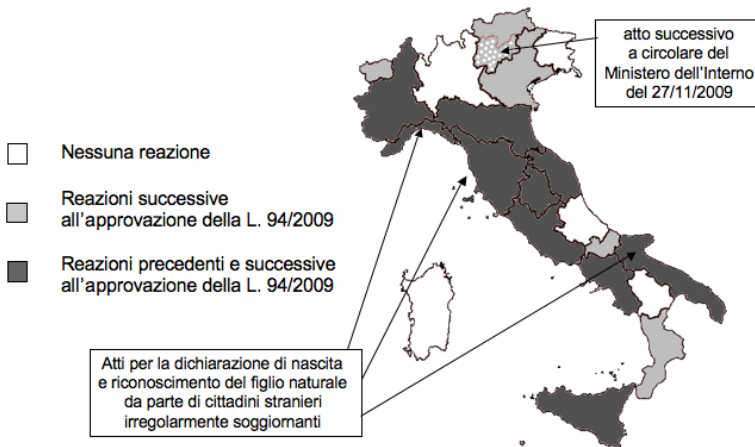 atto successivo
a circolare del
Ministero dell'Interno
del 27/11/2009
Nessuna reazione
Reazioni successive
all'approvazione della L. 94/2009
Reazioni precedenti e successive
all'approvazione della L. 94/2009
Atti per la dichiarazione di nascita
e riconoscimento del figlio naturale
da parte di cittadini stranieri
irregolarmente soggiornanti